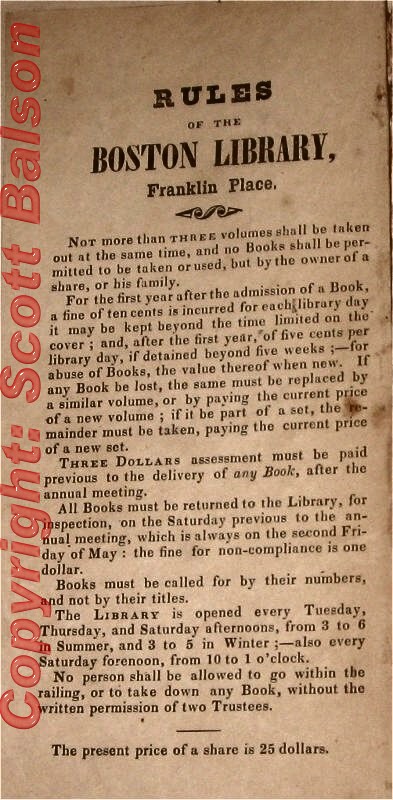 RULES
OF THE
BOSTON LIBRARY,
Franklin Place.
NOT more than THREE volumes shall be taken
out at the same time, and no Books shall be per-
mitted to be taken or used, but by the owner of a
share, or his family.
For the first year after the admission of a Book,
a fine of ten cents is incurred for each library day
it may be kept beyond the time limited on the
cover ; and, after the first year, of five cents per
library day, if detained beyond five weeks ;—for
abuse of Books, the value thereof when new. If
any Book be lost, the same must be replaced by
a similar volume, or by paying the current price
of a new volume ; if it be part of a set, the re-
mainder must be taken, paying the current price
of a new set.
THREE DOLLARS assessment must be paid
previous to the delivery of any Book, after the
annual meeting.
All Books must be returned to the Library, for
inspection, on the Saturday previous to the an-
nual meeting, which is always on the second Fri-
day of May : the fine for non-compliance is one
dollar.
Books must be called for by their numbers,
and not by their titles.
The LIBRARY is opened every Tuesday,
Thursday, and Saturday afternoons, from 3 to 6
in Summer, and 3 to 5 in Winter ;—also every
Saturday forenoon, from 10 to 1 o'clock.
No person shall be allowed to go within the
railing, or to take down any Book, without the
written permission of two Trustees.
The present price of a share is 25 dollars.
Copyright: Scott Balson